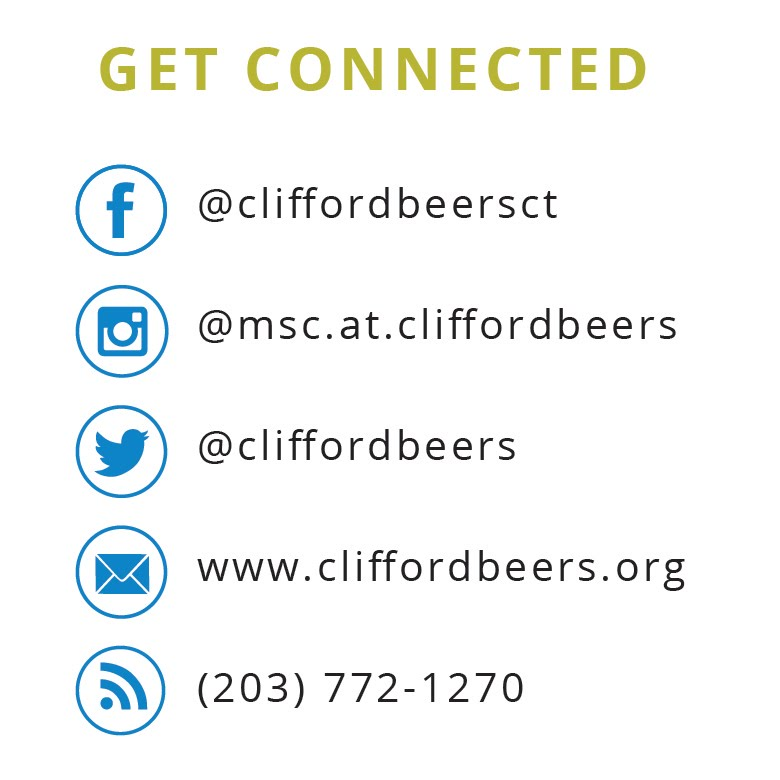 GET CONNECTED
@cliffordbeersct
@msc.at.cliffordbeers
@cliffordbeers
www.cliffordbeers.org
(203) 772-1270